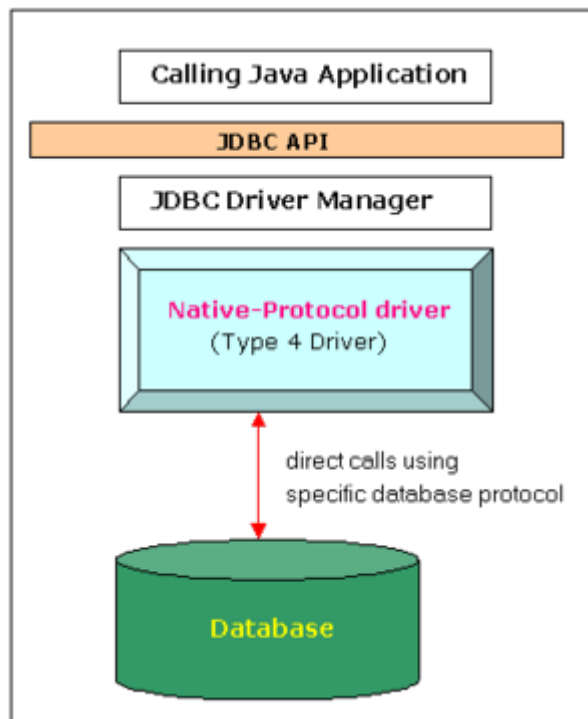 Calling Java Application
JDBC API
JDBC Driver Manager
Native-Protocol driver
(Type 4 Driver)
direct calls using
specific database protocol
Database